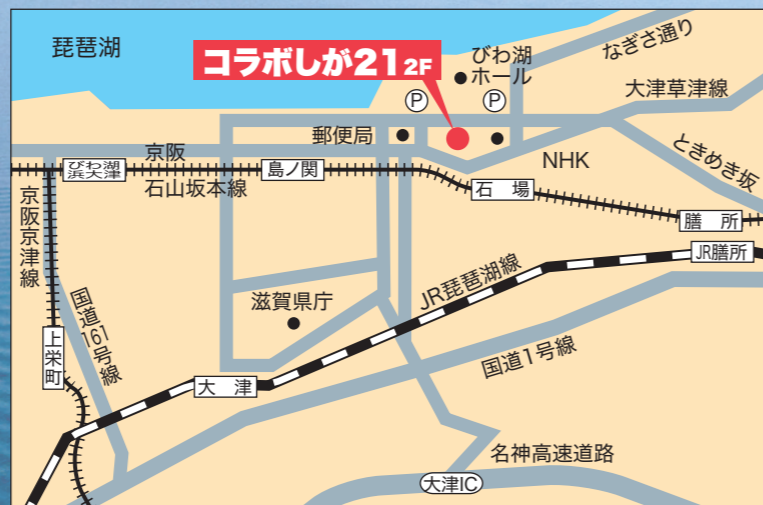 琵琶湖
コラボしが21 2F
びわ湖
ホール
なぎさ通り
P
P
大津草津線
郵便局
NHK
ときめき坂
京阪
石山坂本線
びわ湖
浜大津
島ノ関
石場
膳所
JR膳所
京阪京津線
国道161号線
滋賀県庁
JR琵琶湖線
上栄町
大津
国道1号線
名神高速道路
大津IC